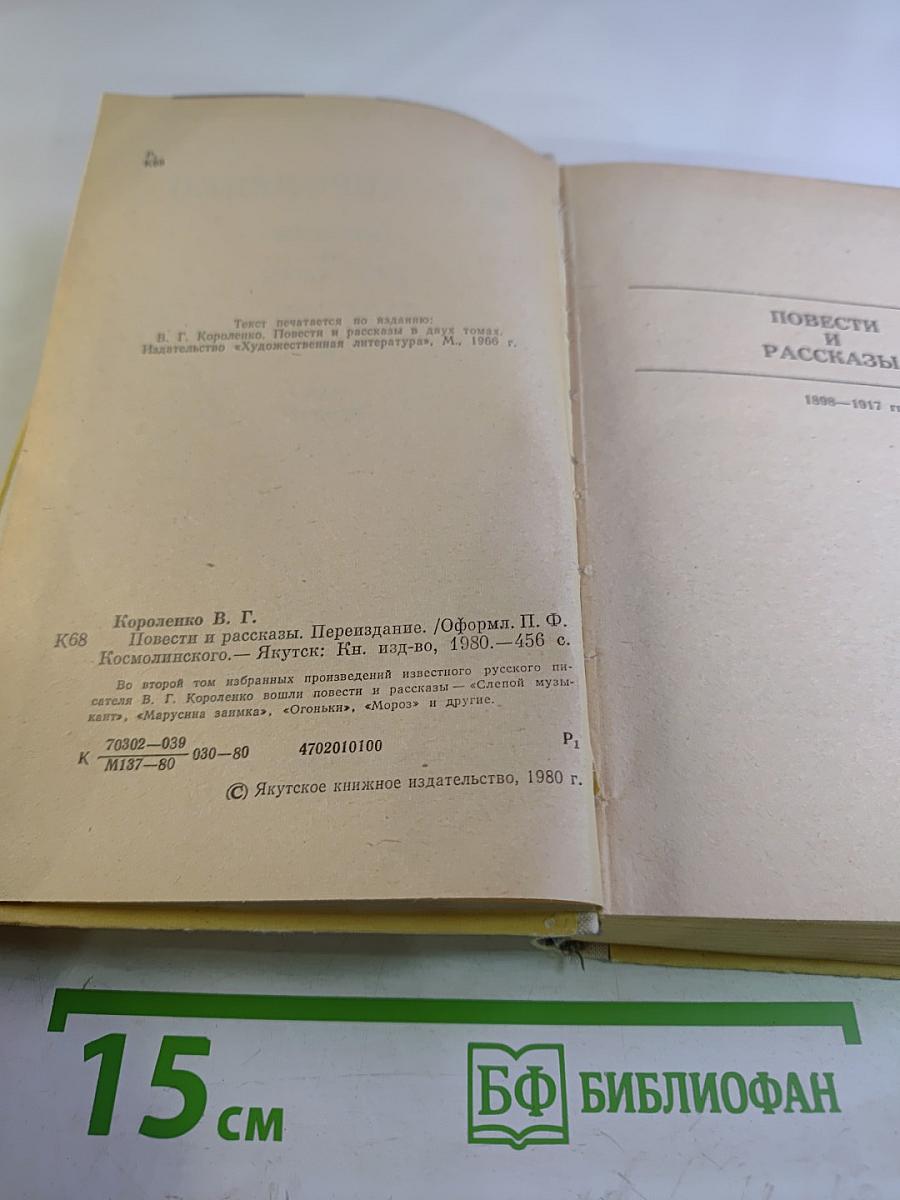 Р₁
К68
Текст печатается по изданию:
В. Г. Короленко. Повести и рассказы в двух томах.
Издательство «Художественная литература», М., 1966 г.
Короленко В. Г.
К68 Повести и рассказы. Переиздание. /Оформл. П. Ф.
Космолинского.— Якутск: Кн. изд-во, 1980.—456 с.
Во второй том избранных произведений известного русского пи-
сателя В. Г. Короленко вошли повести и рассказы — «Слепой музы-
кант», «Марусина заимка», «Огоньки», «Мороз» и другие.
К 70302—039
М137—80 030—80 4702010100 Р₁
© Якутское книжное издательство, 1980 г.
ПОВЕСТИ
И
РАССКАЗЫ
1898—1917 гг
15 см
БФ БИБЛИОФАН